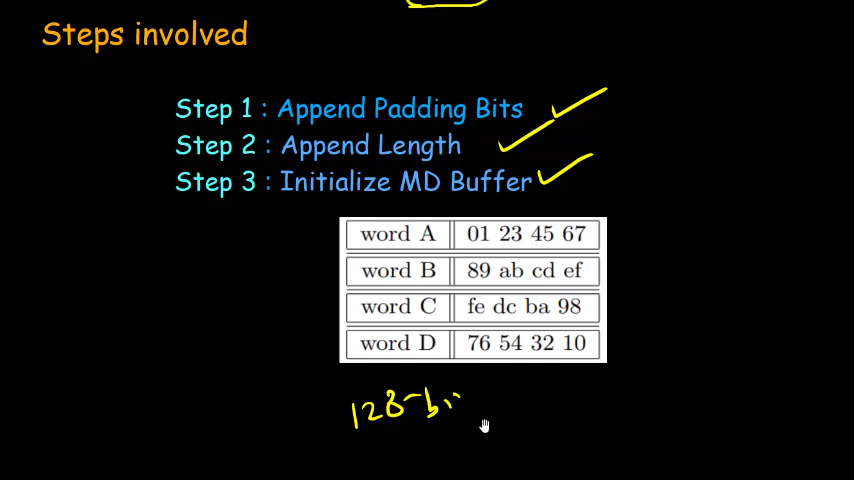 Steps involved
Step 1 : Append Padding Bits
Step 2 : Append Length
Step 3 : Initialize MD Buffer
word A 01 23 45 67
word B 89 ab cd ef
word C fe dc ba 98
word D 76 54 32 10
128-bi